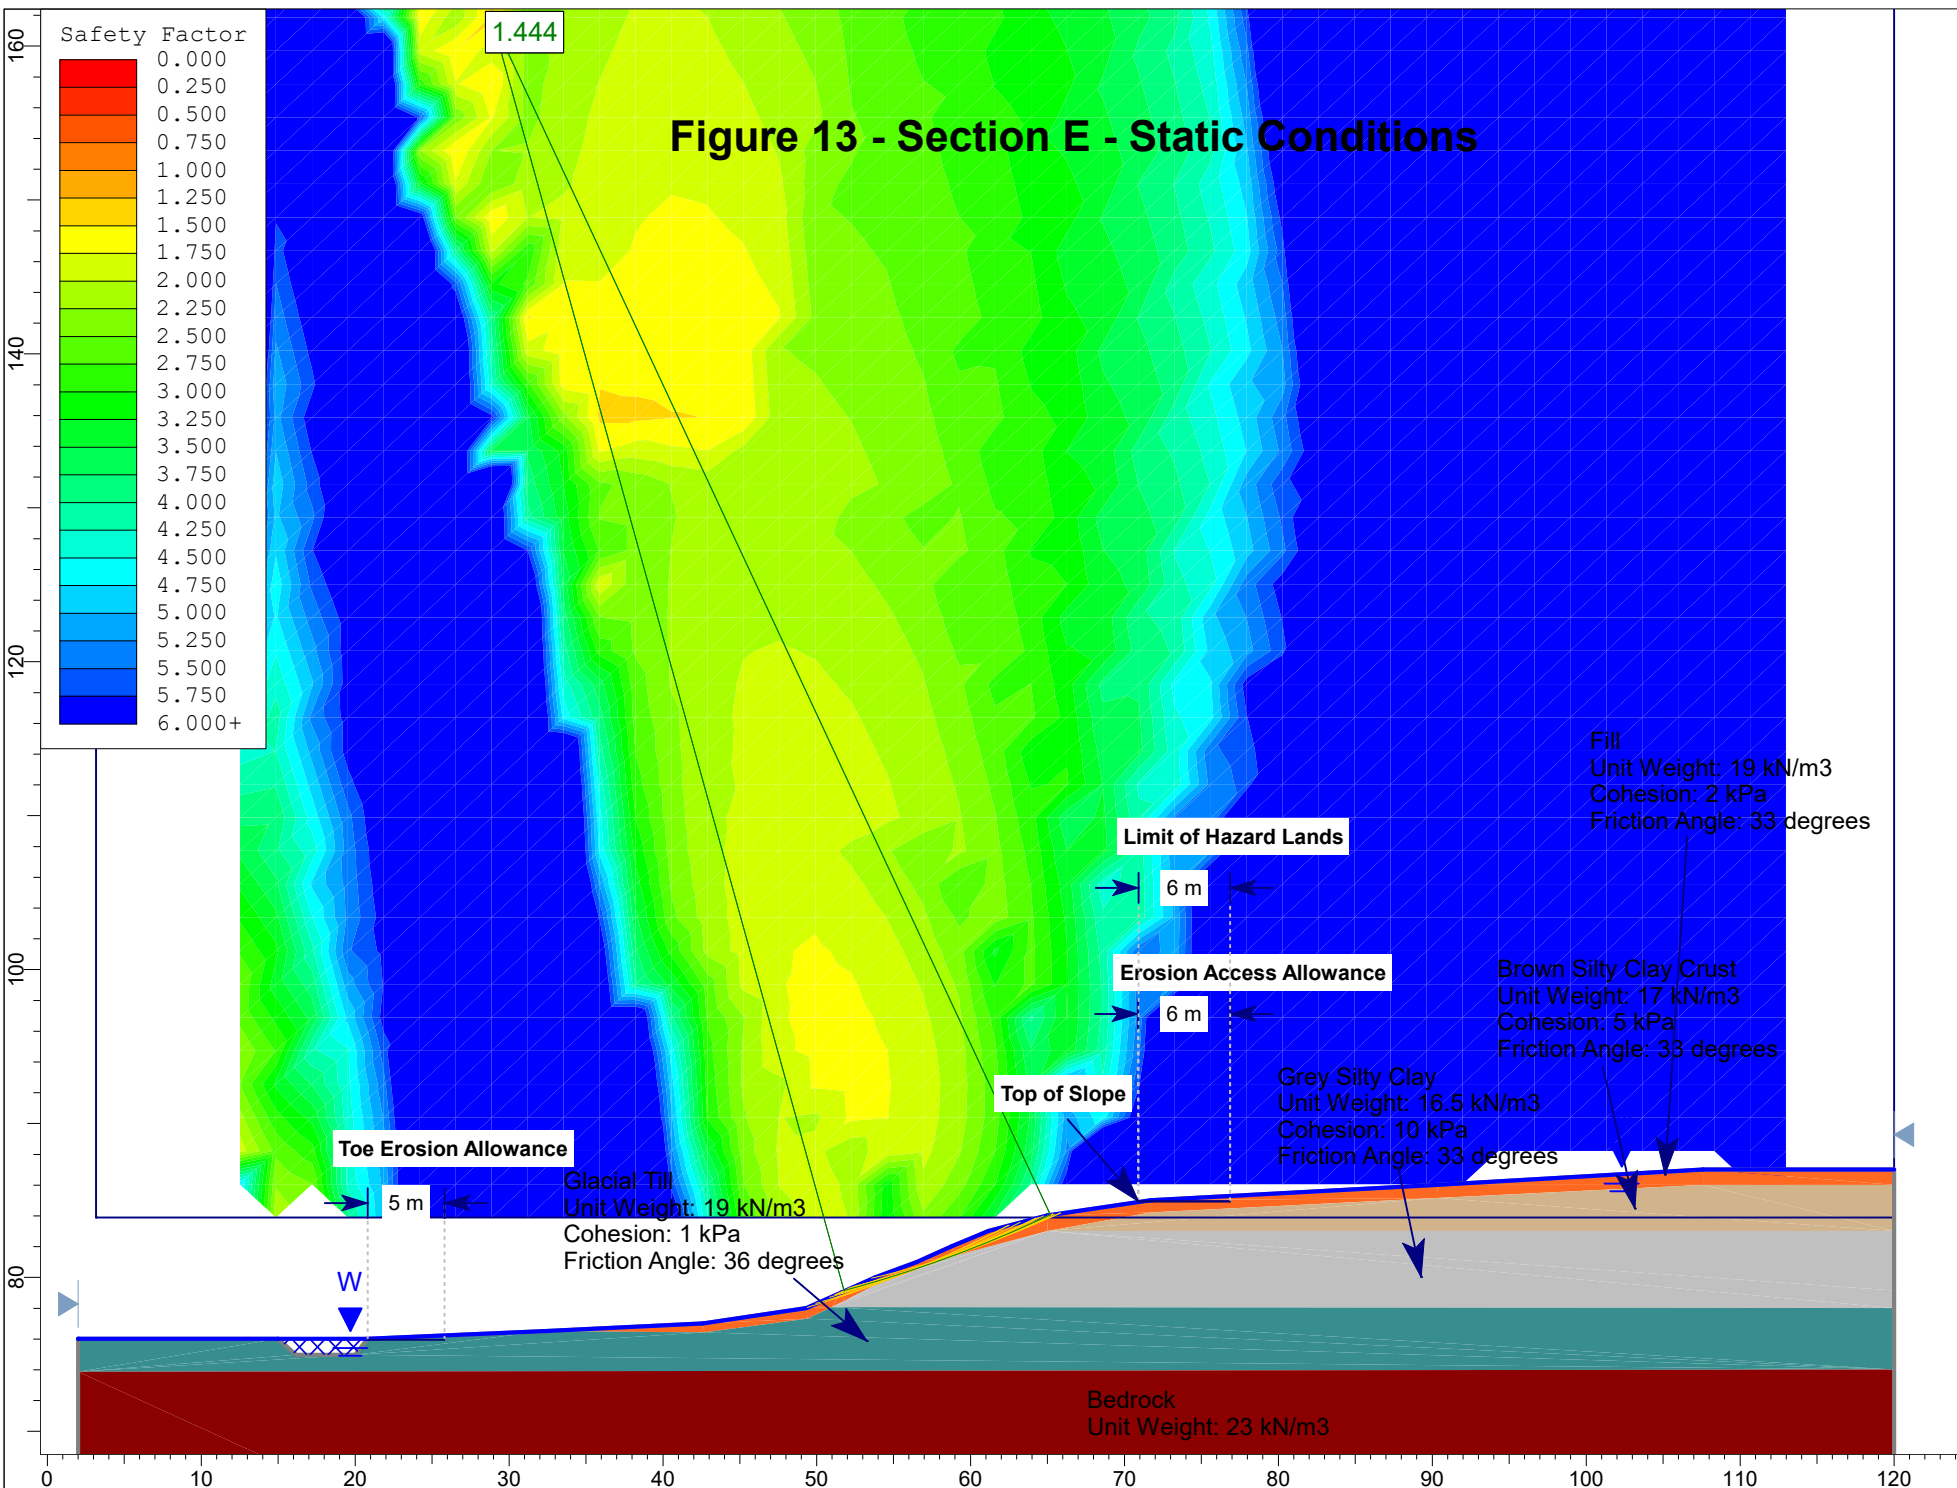 Safety Factor
0.000
0.250
0.500
0.750
1.000
1.250
1.500
1.750
2.000
2.250
2.500
2.750
3.000
3.250
3.500
3.750
4.000
4.250
4.500
4.750
5.000
5.250
5.500
5.750
6.000+
1.444
Figure 13 - Section E - Static Conditions
Fill
Unit Weight: 19 kN/m3
Cohesion: 2 kPa
Friction Angle: 33 degrees
Limit of Hazard Lands
6 m
Erosion Access Allowance
6 m
Brown Silty Clay Crust
Unit Weight: 17 kN/m3
Cohesion: 5 kPa
Friction Angle: 33 degrees
Grey Silty Clay
Unit Weight: 16.5 kN/m3
Cohesion: 10 kPa
Friction Angle: 33 degrees
Top of Slope
Toe Erosion Allowance
5 m
Glacial Till
Unit Weight: 19 kN/m3
Cohesion: 1 kPa
Friction Angle: 36 degrees
W
Bedrock
Unit Weight: 23 kN/m3
160
140
120
100
80
0 10 20 30 40 50 60 70 80 90 100 110 120